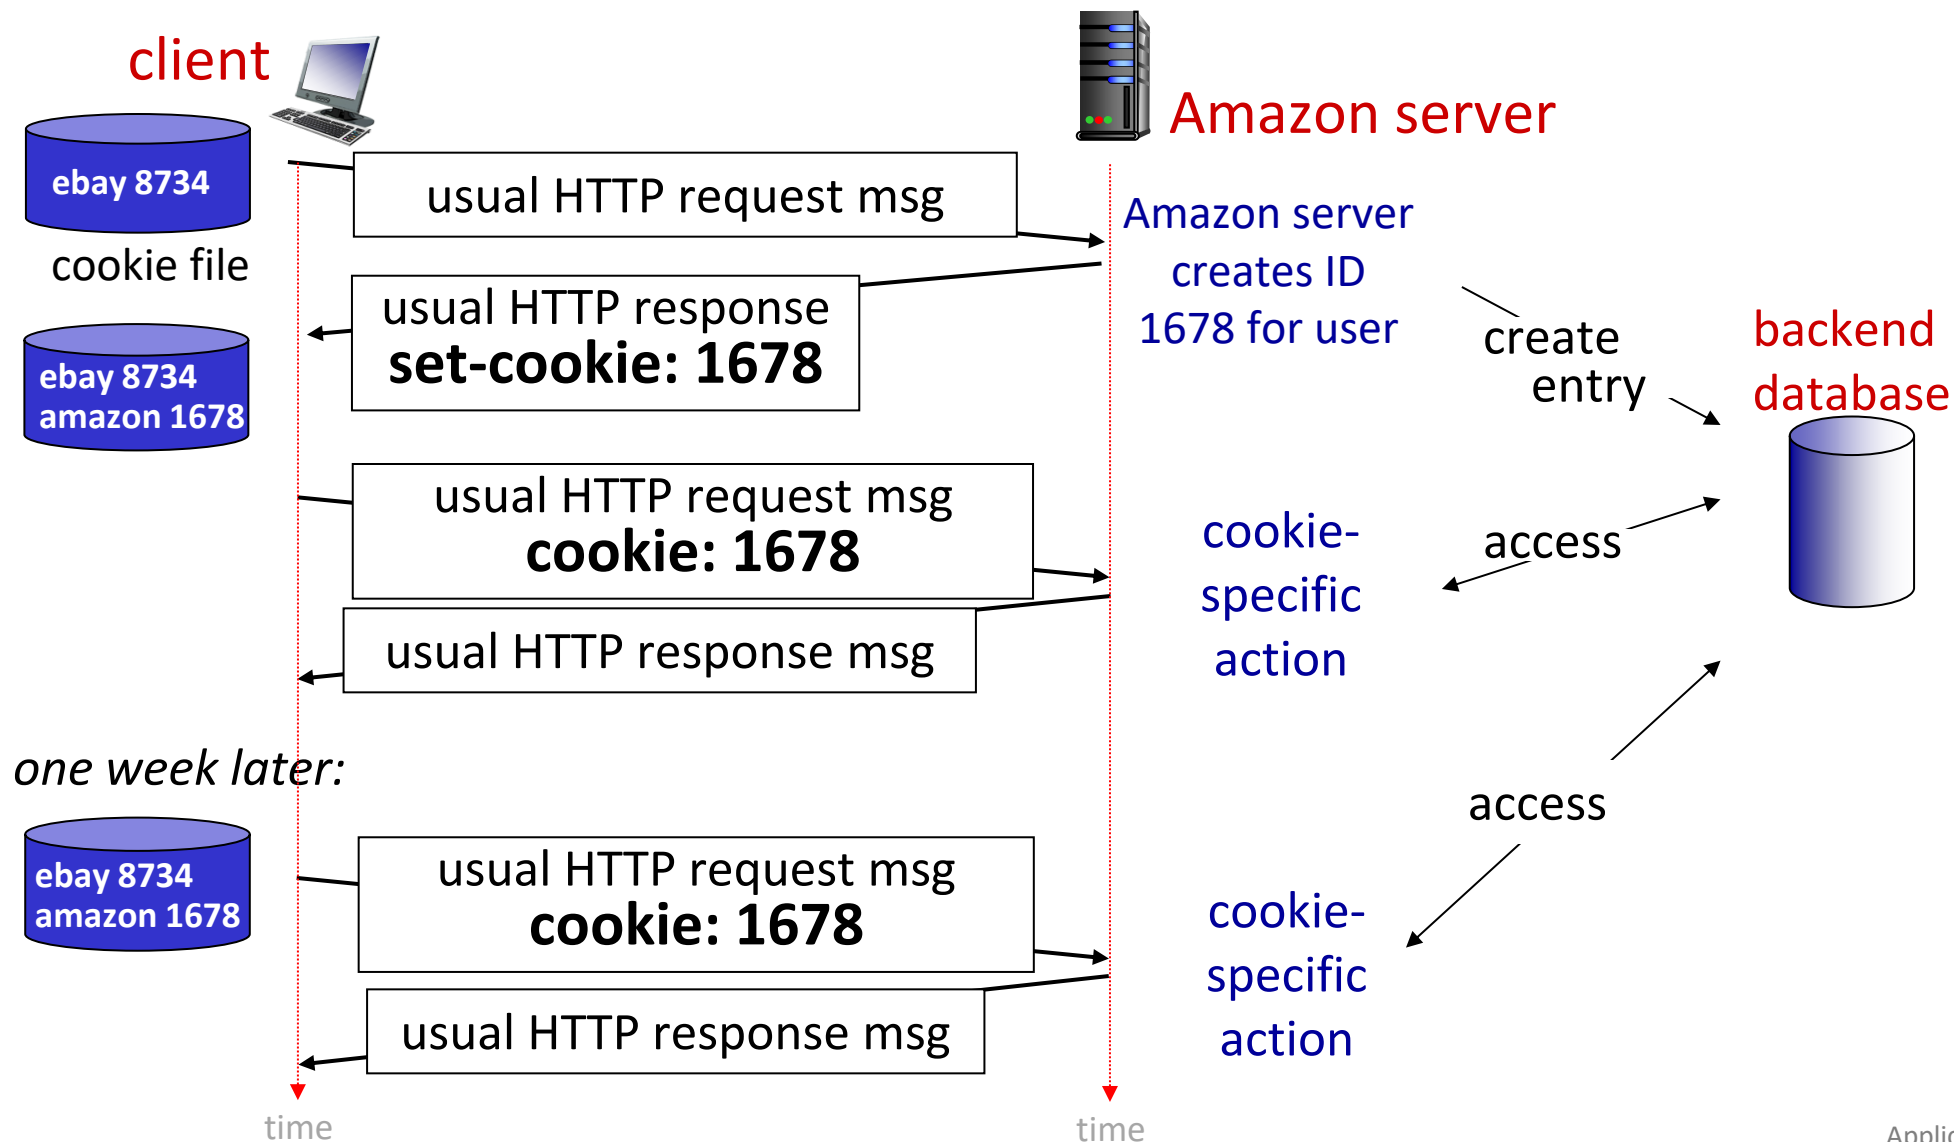 client
Amazon server
ebay 8734
cookie file
usual HTTP request msg
Amazon server
creates ID
1678 for user
usual HTTP response
set-cookie: 1678
create
entry
backend
database
ebay 8734
amazon 1678
usual HTTP request msg
cookie: 1678
cookie-
specific
action
access
usual HTTP response msg
one week later:
access
ebay 8734
amazon 1678
usual HTTP request msg
cookie: 1678
cookie-
specific
action
usual HTTP response msg
time
time